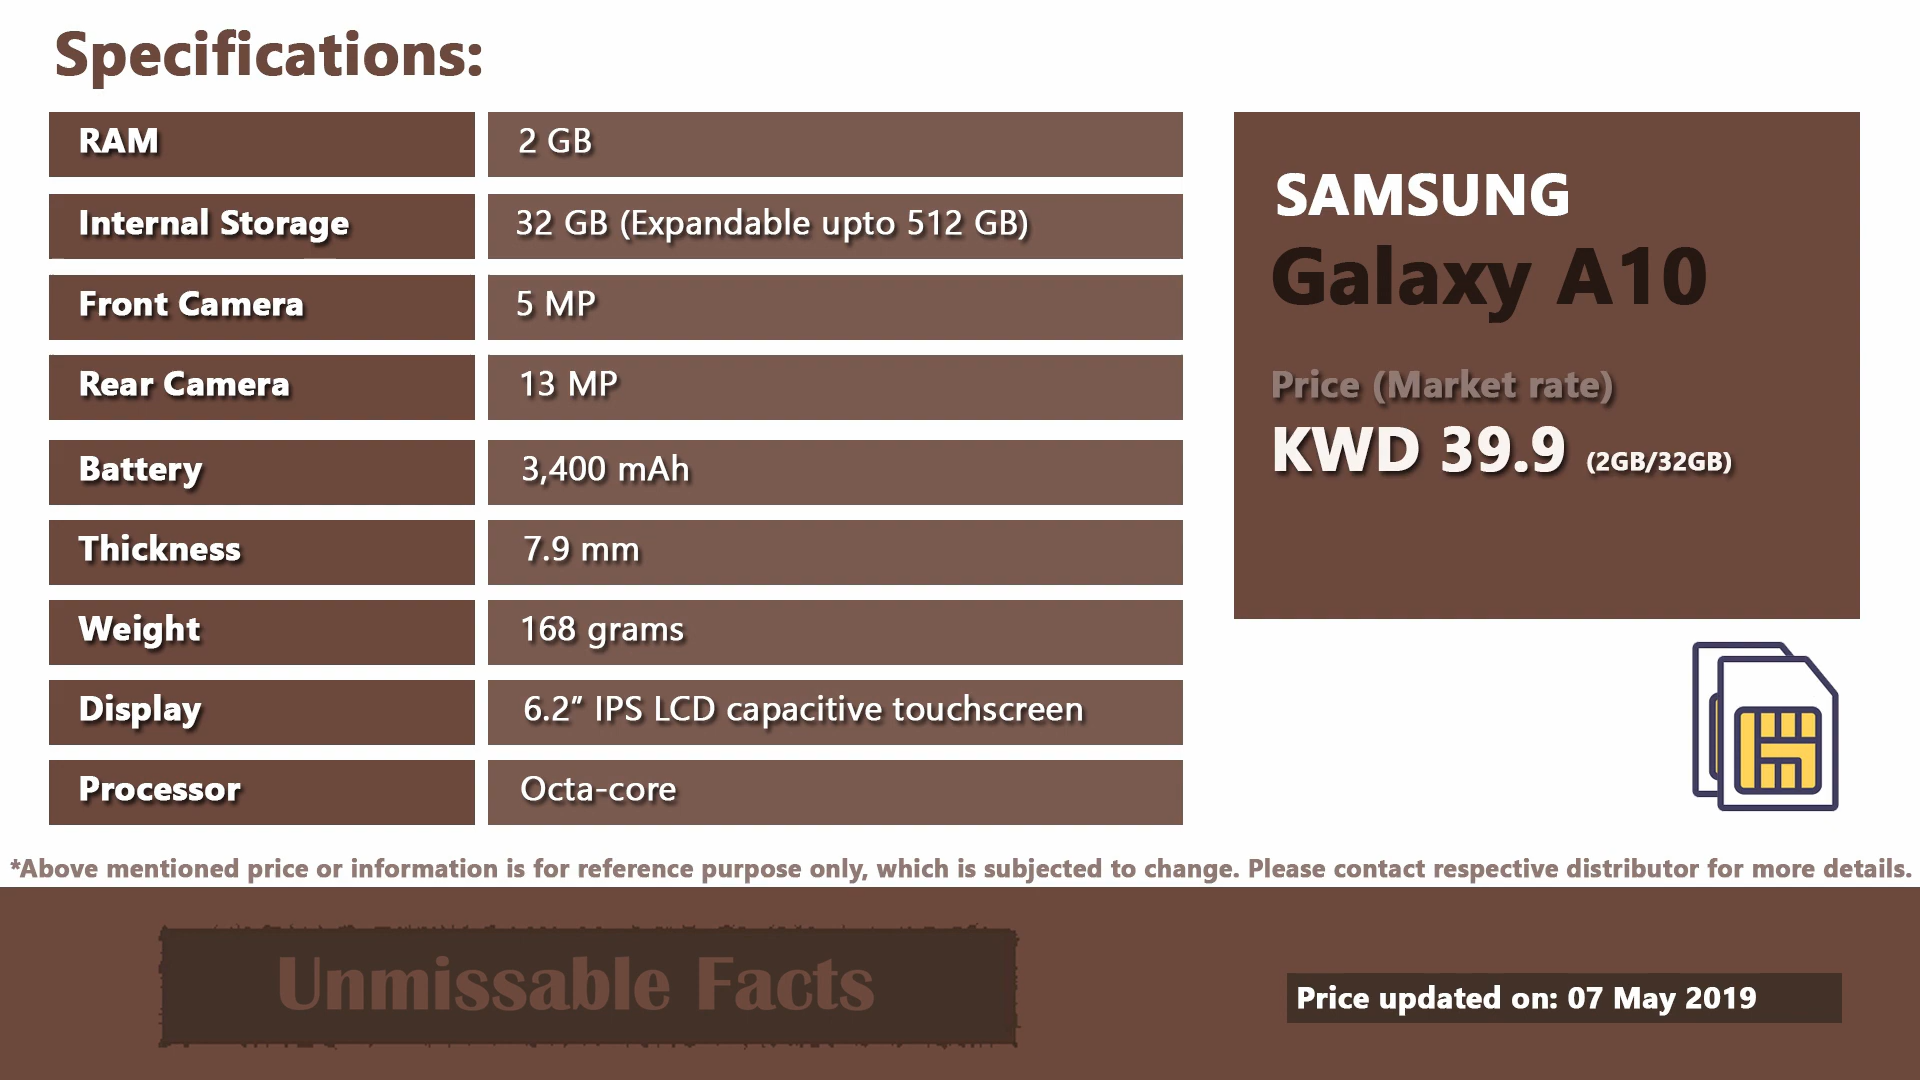 Specifications:
RAM 2 GB
Internal Storage 32 GB (Expandable upto 512 GB)
Front Camera 5 MP
Rear Camera 13 MP
Battery 3,400 mAh
Thickness 7.9 mm
Weight 168 grams
Display 6.2” IPS LCD capacitive touchscreen
Processor Octa-core
SAMSUNG
Galaxy A10
Price (Market rate)
KWD 39.9 (2GB/32GB)
*Above mentioned price or information is for reference purpose only, which is subjected to change. Please contact respective distributor for more details.
Unmissable Facts
Price updated on: 07 May 2019